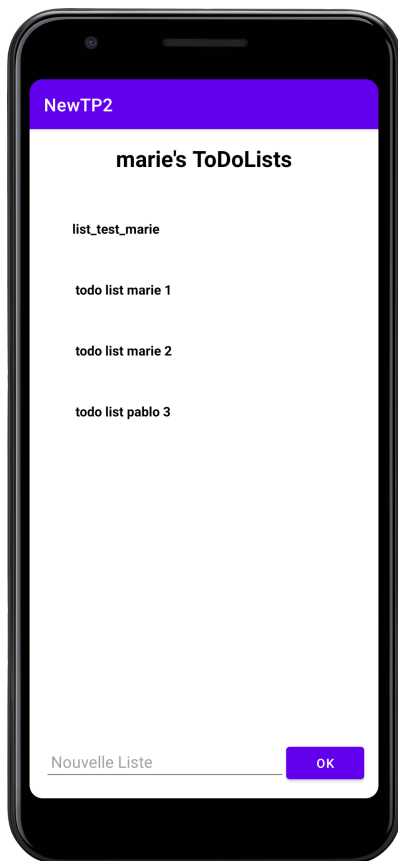 NewTP2
marie's ToDoLists
list_test_marie
todo list marie 1
todo list marie 2
todo list pablo 3
Nouvelle Liste
OK